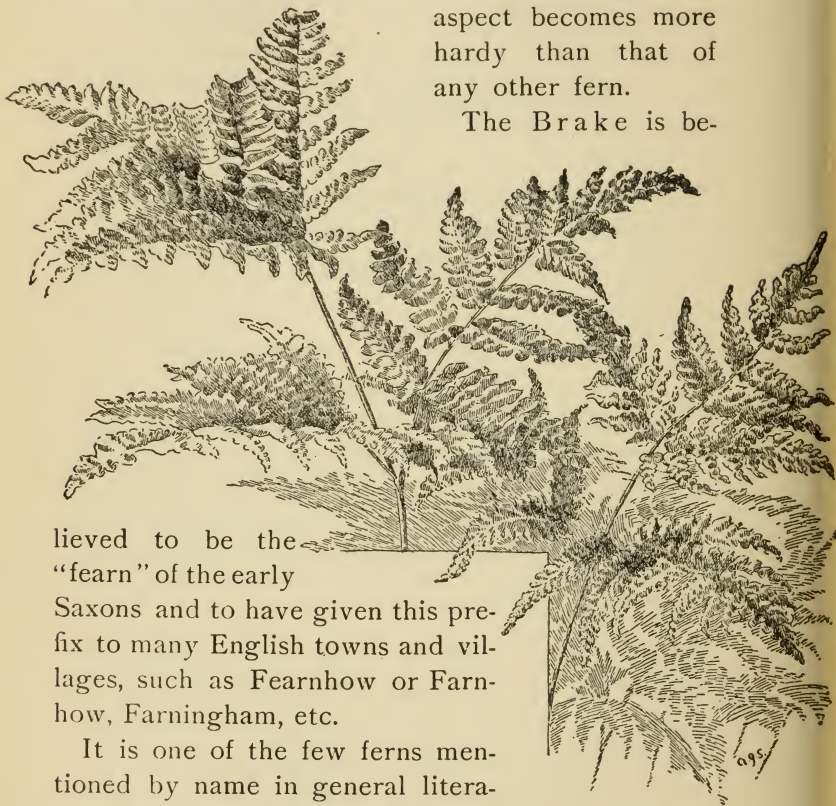 aspect becomes more
hardy than that of
any other fern.
The Brake is be-
lieved to be the
"fearn" of the early
Saxons and to have given this pre-
fix to many English towns and vil-
lages, such as Fearnhow or Farn-
how, Farningham, etc.
It is one of the few ferns men-
tioned by name in general litera-
a.g.s.